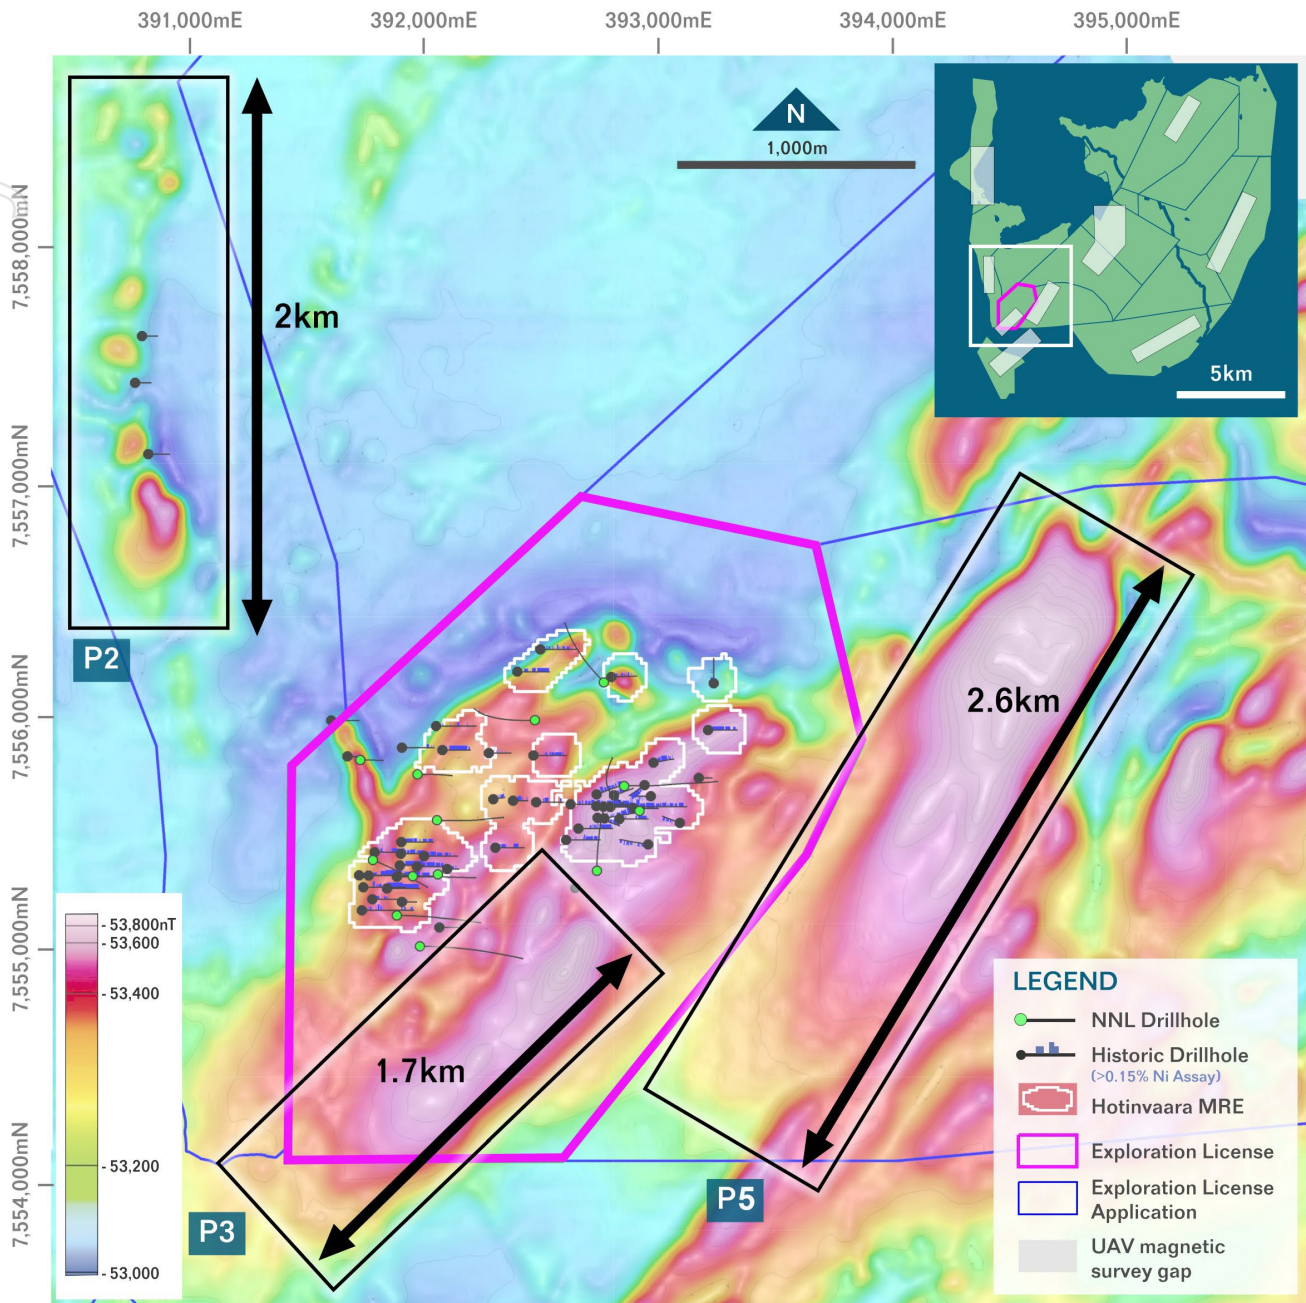 391,000mE
392,000mE
393,000mE
394,000mE
395,000mE
7,558,000mN
7,557,000mN
7,556,000mN
7,555,000mN
7,554,000mN
N
1,000m
5km
2km
P2
2.6km
1.7km
P3
P5
53,800nT
53,600
53,400
53,200
53,000
LEGEND
NNL Drillhole
Historic Drillhole
(>0.15% Ni Assay)
Hotinvaara MRE
Exploration License
Exploration License
Application
UAV magnetic
survey gap